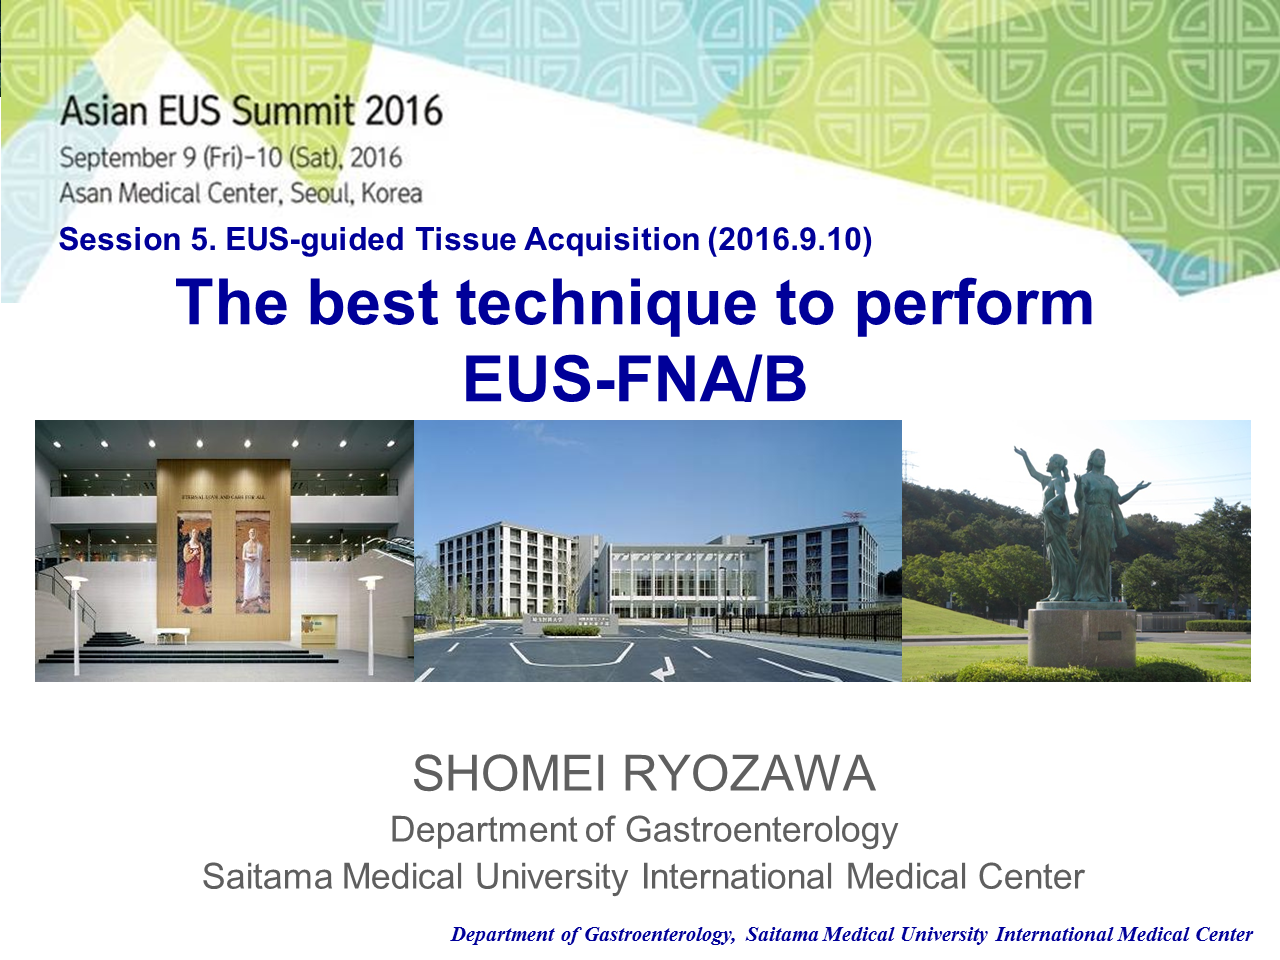 Asian EUS Summit 2016
September 9 (Fri)-10 (Sat), 2016
Asan Medical Center, Seoul, Korea
Session 5. EUS-guided Tissue Acquisition (2016.9.10)
The best technique to perform
EUS-FNA/B
ETERNAL LOVE AND CARE FOR ALL
SHOMEI RYOZAWA
Department of Gastroenterology
Saitama Medical University International Medical Center
Department of Gastroenterology, Saitama Medical University International Medical Center